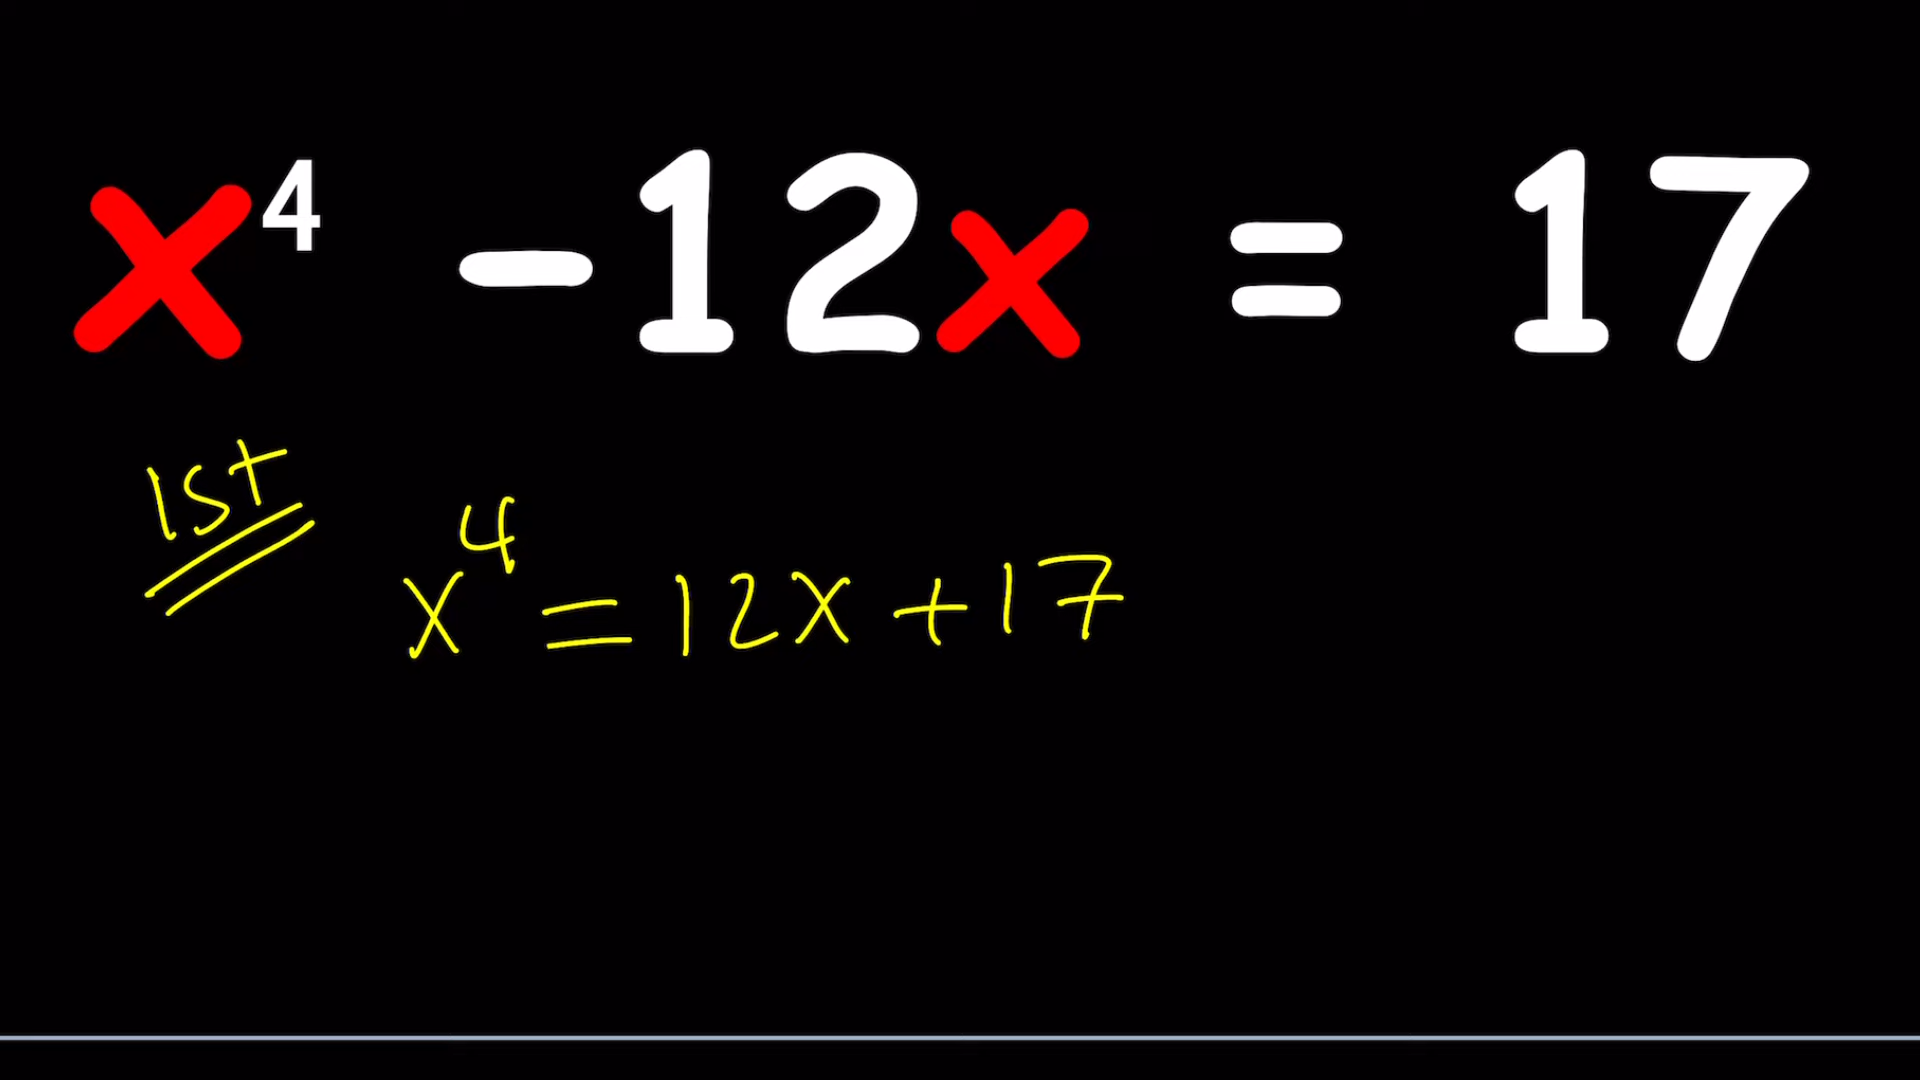 x⁴ -12x = 17
1st
x⁴ = 12x + 17